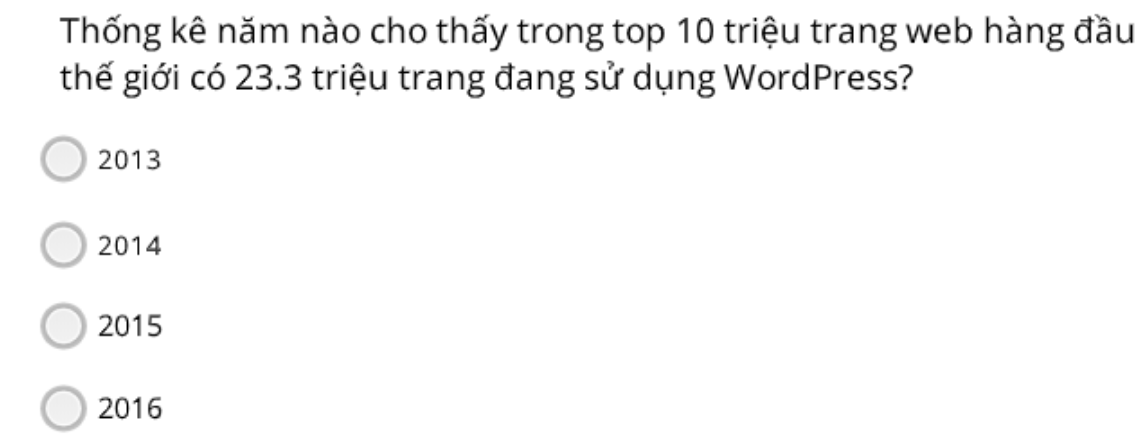 Thống kê năm nào cho thấy trong top 10 triệu trang web hàng đầu
thế giới có 23.3 triệu trang đang sử dụng WordPress?
2013
2014
2015
2016